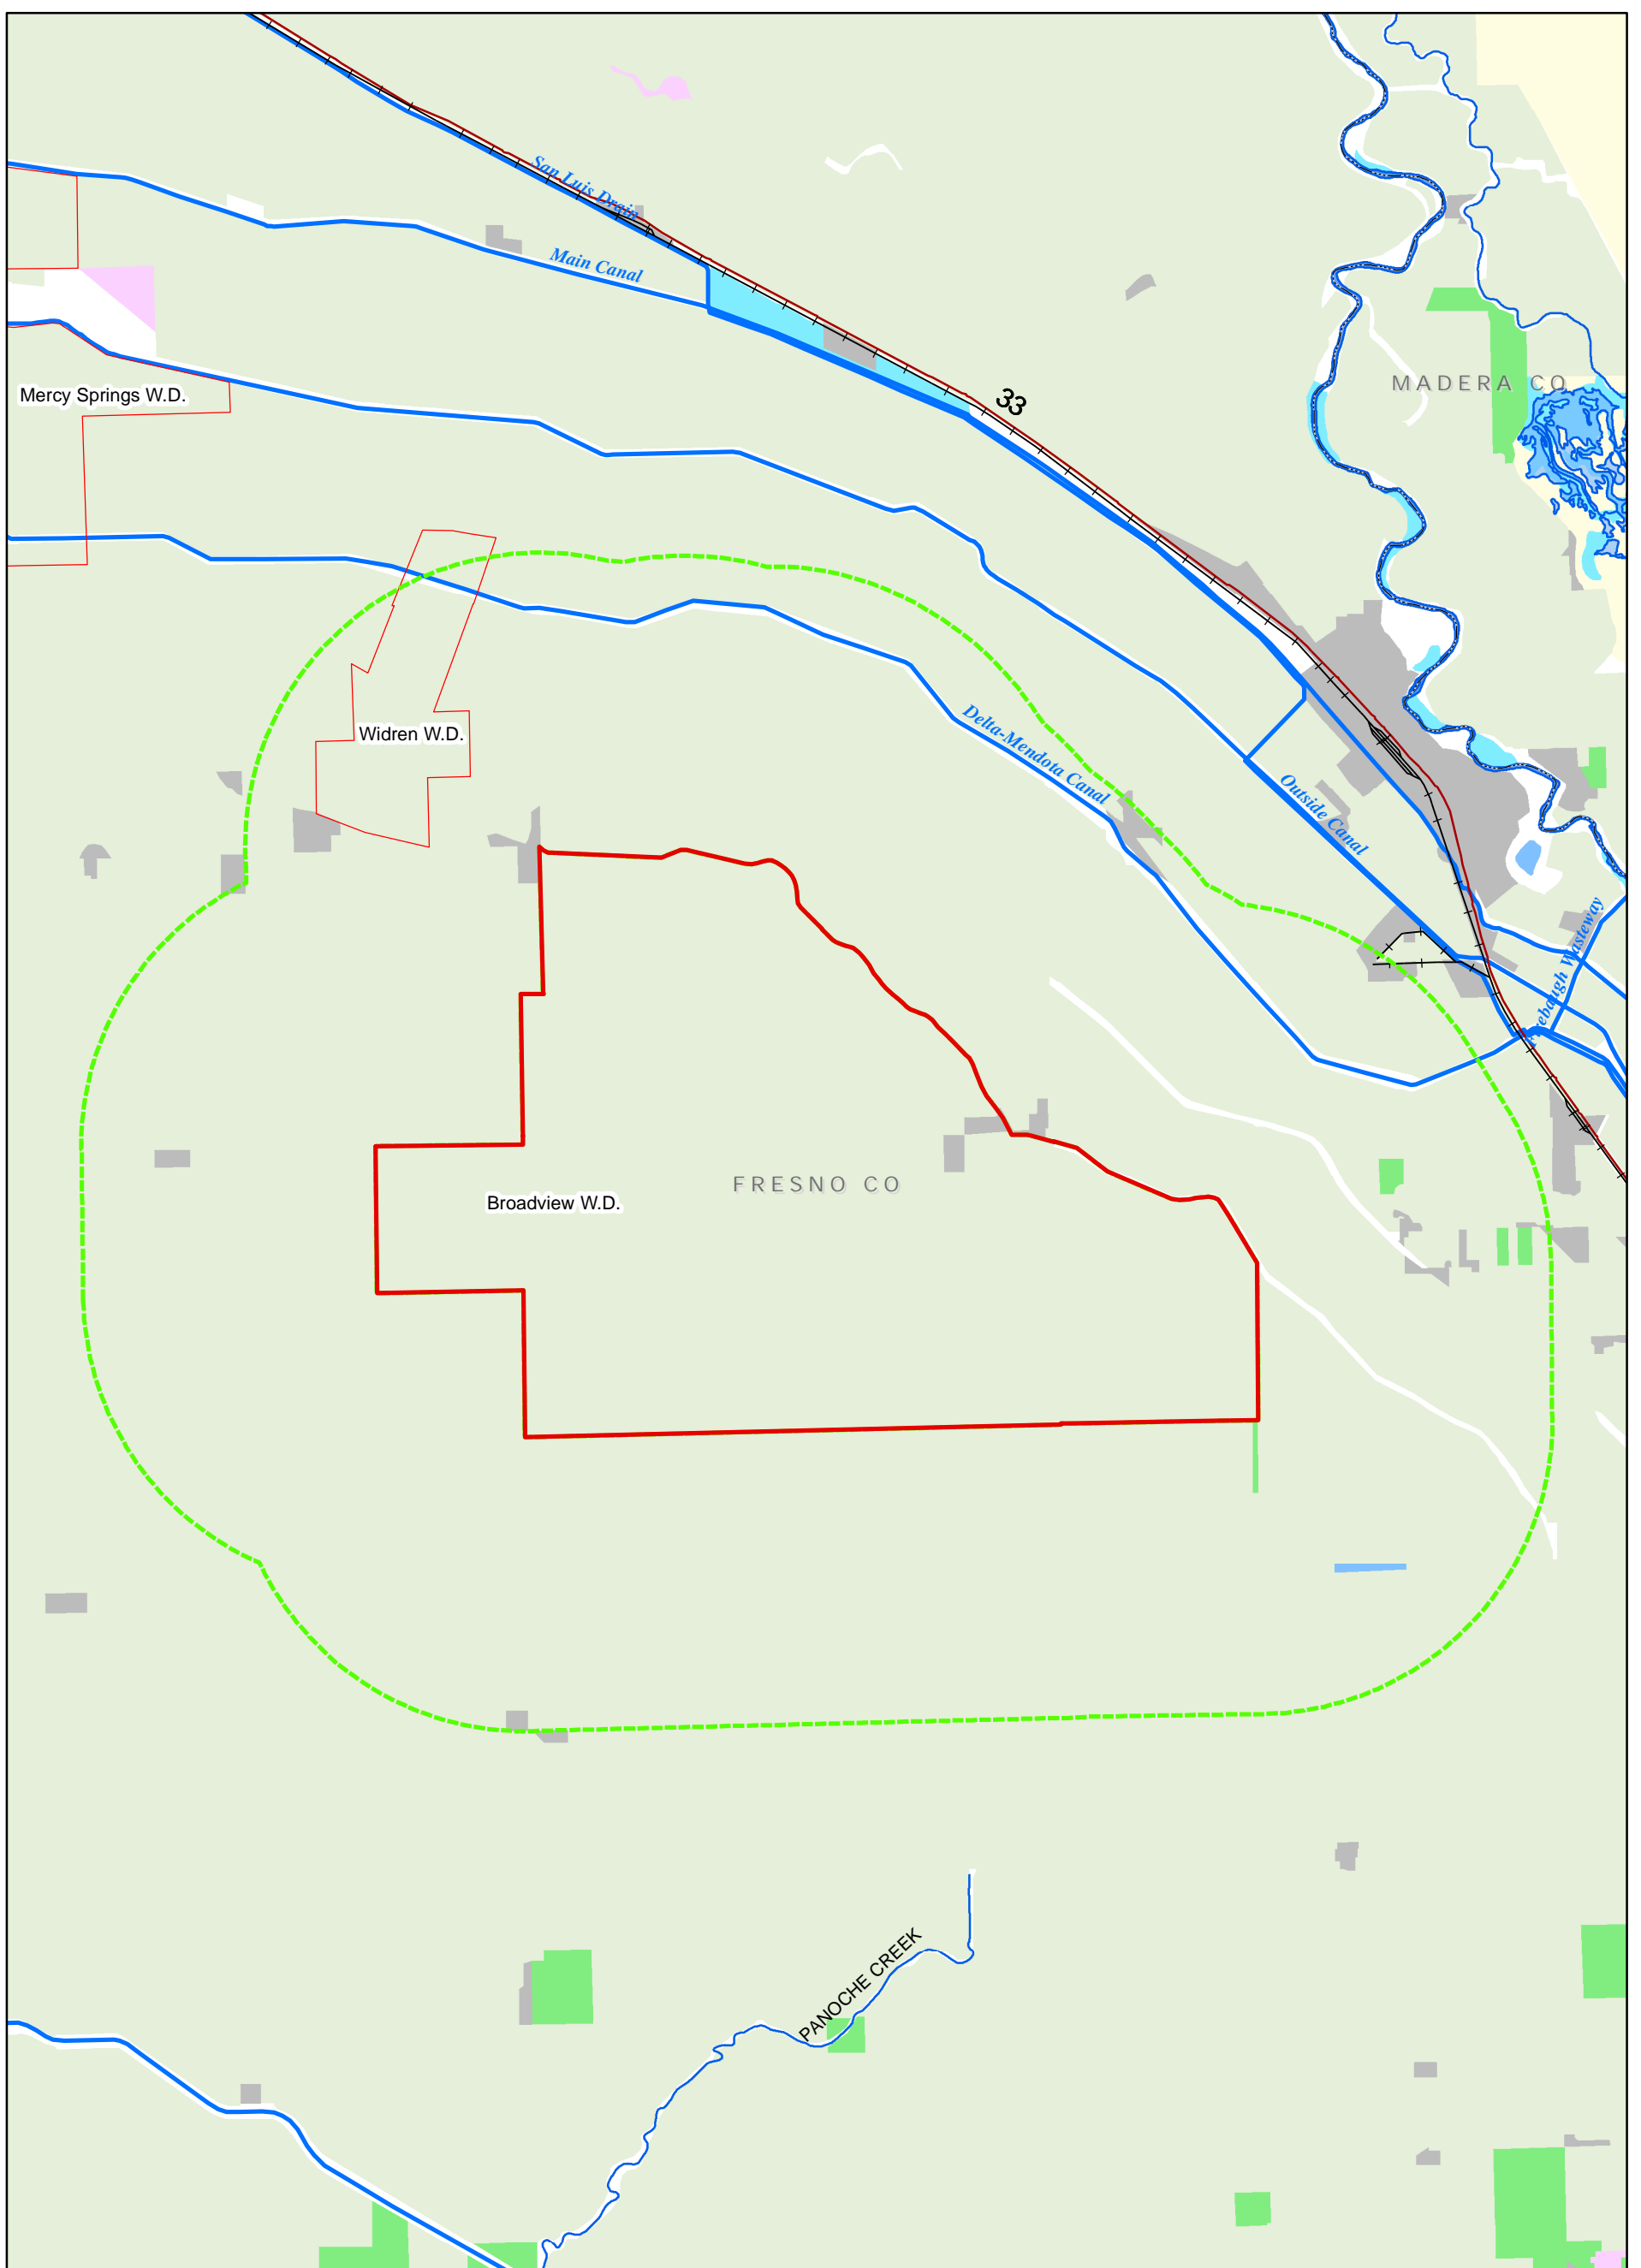 San Luis Drain
Main Canal
33
MADERA CO
Mercy Springs W.D.
Widren W.D.
Delta-Mendota Canal
Outside Canal
Wasteway
FRESNO CO
Broadview W.D.
PANOCHE CREEK